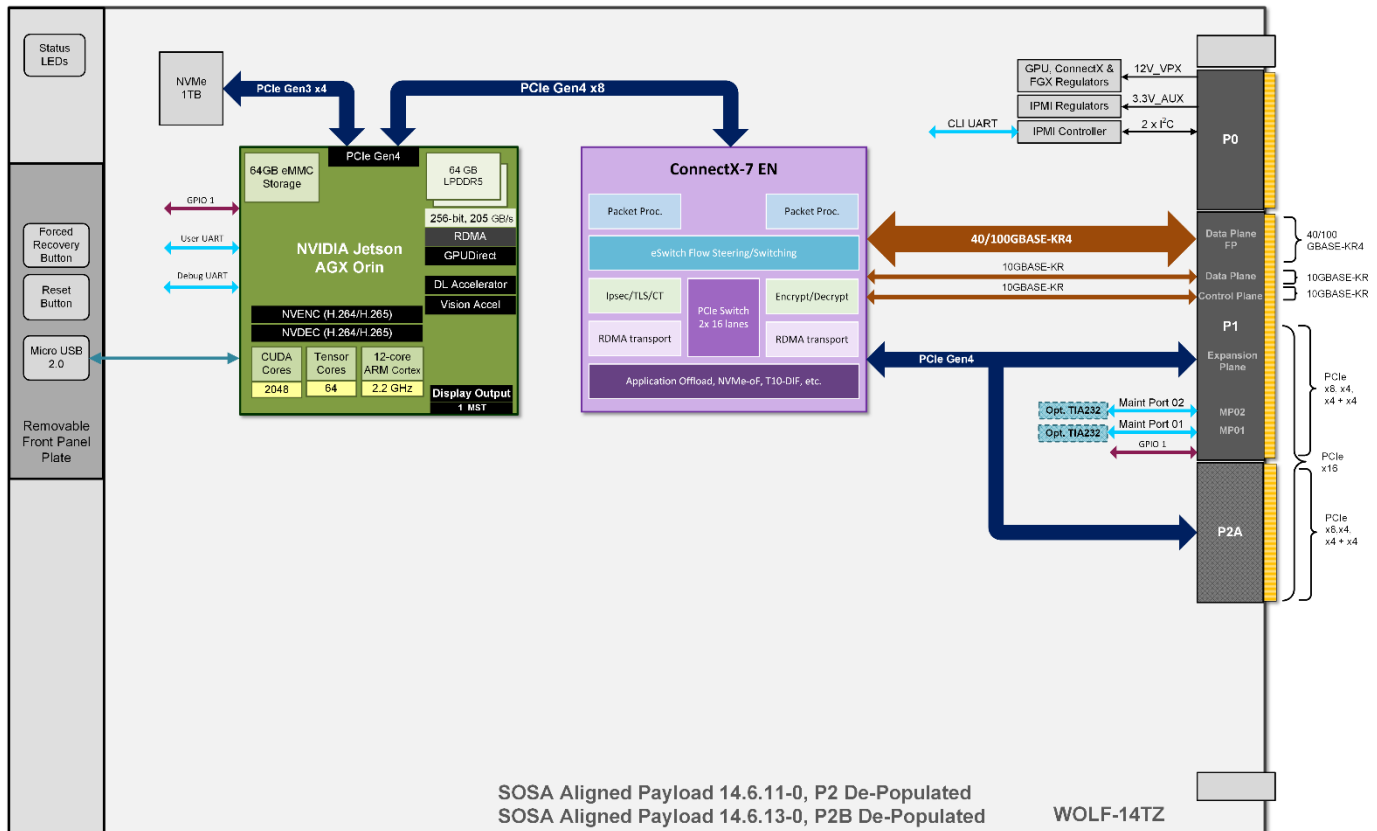 Status
LEDs
Forced
Recovery
Button
Reset
Button
Micro USB
2.0
Removable
Front Panel
Plate
NVMe
1TB
PCIe Gen3 x4
PCIe Gen4 x8
PCIe Gen4
64GB eMMC
Storage
64 GB
LPDDR5
256-bit, 205 GB/s
RDMA
GPUDirect
DL Accelerator
Vision Accel
NVIDIA Jetson
AGX Orin
GPIO 1
User UART
Debug UART
NVENC (H.264/H.265)
NVDEC (H.264/H.265)
CUDA
Cores
2048
Tensor
Cores
64
12-core
ARM Cortex
2.2 GHz
Display Output
1 MST
ConnectX-7 EN
Packet Proc.
Packet Proc.
eSwitch Flow Steering/Switching
Ipsec/TLS/CT
PCIe Switch
2x 16 lanes
Encrypt/Decrypt
RDMA transport
RDMA transport
Application Offload, NVMe-oF, T10-DIF, etc.
GPU, ConnectX &
FGX Regulators
12V_VPX
IPMI Regulators
3.3V_AUX
CLI UART
IPMI Controller
2 x I²C
P0
40/100GBASE-KR4
Data Plane
FP
40/100
GBASE-KR4
10GBASE-KR
Data Plane
10GBASE-KR
10GBASE-KR
Control Plane
10GBASE-KR
P1
PCIe Gen4
Expansion
Plane
PCIe
x8. x4,
x4 + x4
Opt. TIA232
Maint Port 02
MP02
Opt. TIA232
Maint Port 01
MP01
GPIO 1
PCIe
x16
P2A
PCIe
x8.x4.
x4 + x4
SOSA Aligned Payload 14.6.11-0, P2 De-Populated
SOSA Aligned Payload 14.6.13-0, P2B De-Populated
WOLF-14TZ